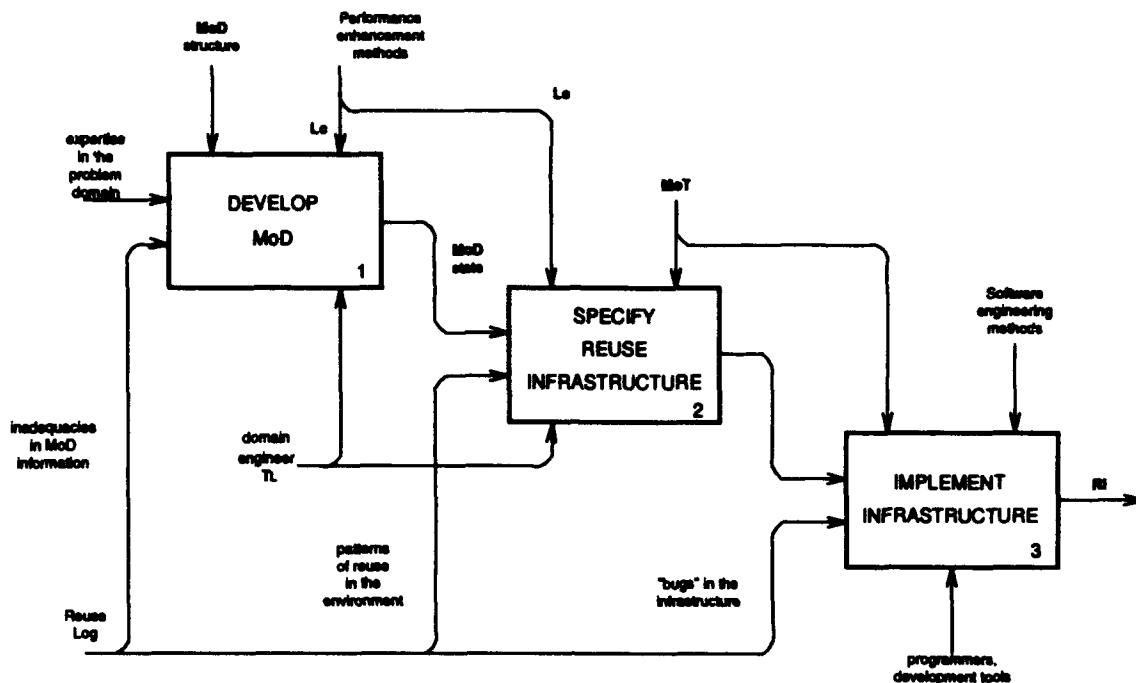 MoD
structure
Performance
enhancement
methods
Le
Le
expertise
in the
problem
domain
DEVELOP
MoD
1
MoD
state
MoT
SPECIFY
REUSE
INFRASTRUCTURE
2
Software
engineering
methods
inadequacies
in MoD
information
domain
engineer
TL
IMPLEMENT
INFRASTRUCTURE
3
RI
patterns
of reuse
in the
environment
"bugs" in the
infrastructure
Reuse
Log
programmers,
development tools